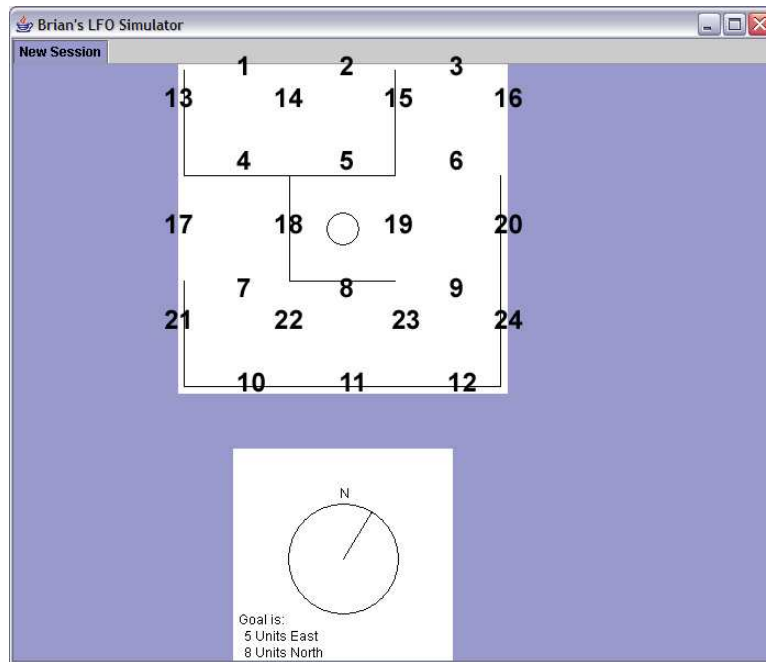 Brian's LFO Simulator
New Session
1 2 3
13 14 15 16
4 5 6
17 18 19 20
7 8 9
21 22 23 24
10 11 12
N
Goal is:
5 Units East
8 Units North